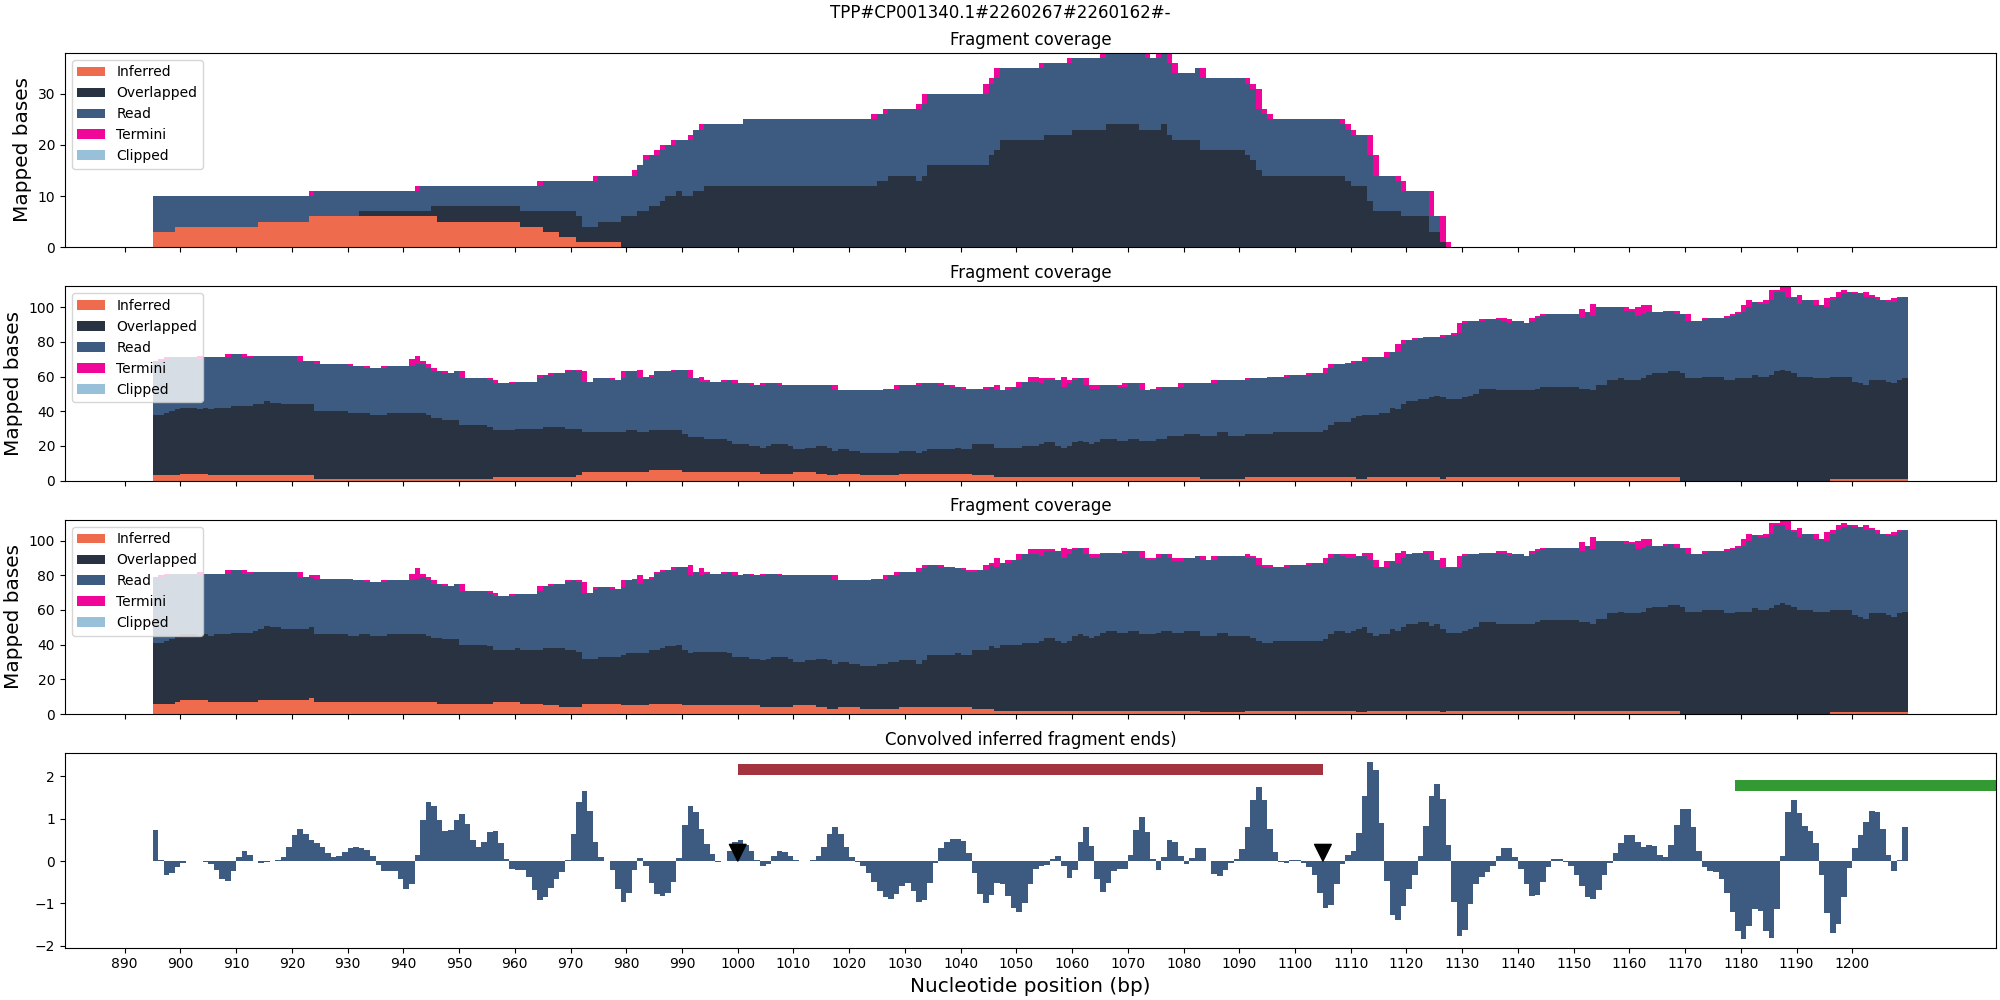 TPP#CP001340.1#2260267#2260162#-
Fragment coverage
Mapped bases
30
20
10
0
Inferred
Overlapped
Read
Termini
Clipped
Fragment coverage
Mapped bases
100
80
60
40
20
0
Inferred
Overlapped
Read
Termini
Clipped
Fragment coverage
Mapped bases
100
80
60
40
20
0
Inferred
Overlapped
Read
Termini
Clipped
Convolved inferred fragment ends)
2
1
0
−1
−2
890 900 910 920 930 940 950 960 970 980 990 1000 1010 1020 1030 1040 1050 1060 1070 1080 1090 1100 1110 1120 1130 1140 1150 1160 1170 1180 1190 1200
Nucleotide position (bp)